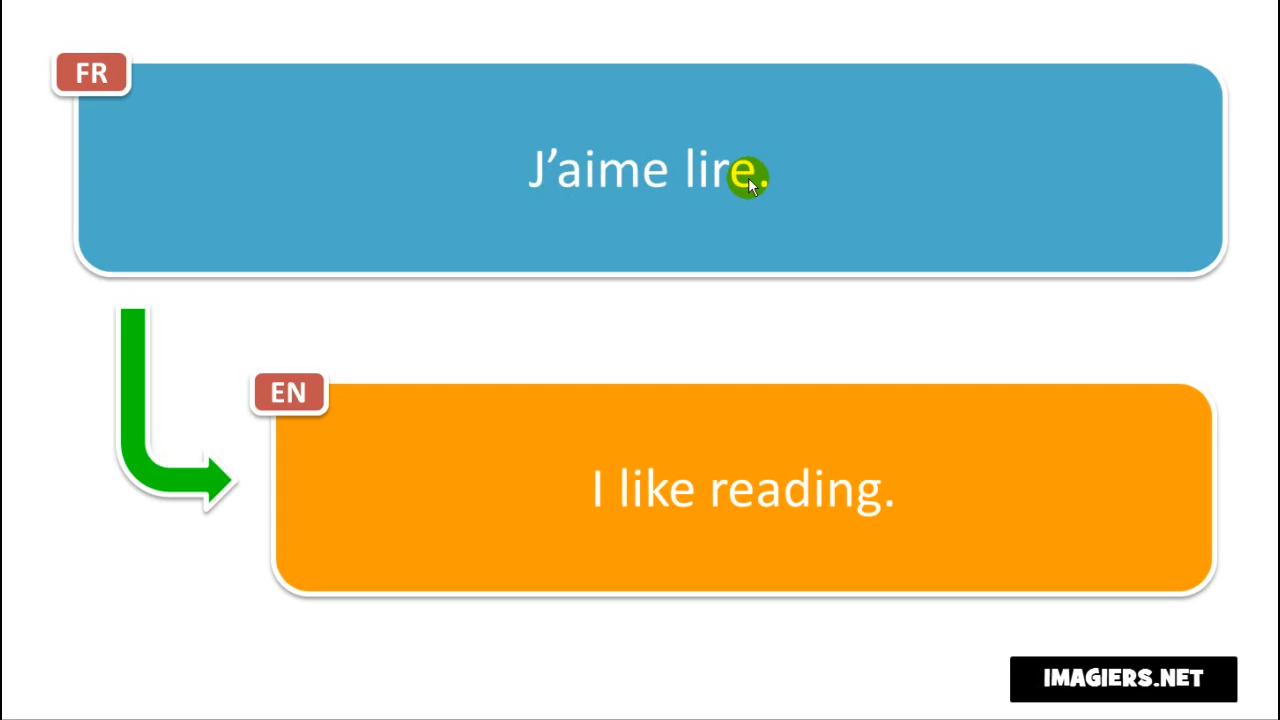 FR
J’aime lire.
EN
I like reading.
IMAGIERS.NET